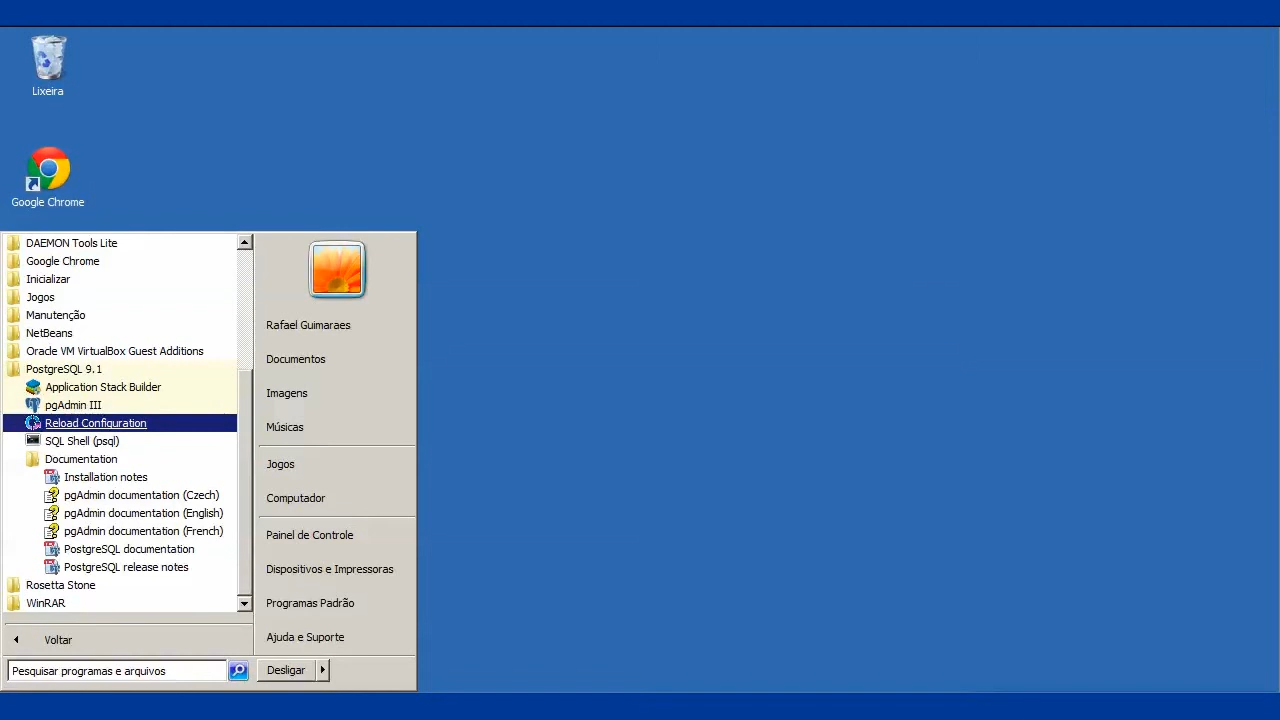 Lixeira
Google Chrome
DAEMON Tools Lite
Google Chrome
Inicializar
Jogos
Manutenção
NetBeans
Oracle VM VirtualBox Guest Additions
PostgreSQL 9.1
Application Stack Builder
pgAdmin III
Reload Configuration
SQL Shell (psql)
Documentation
Installation notes
pgAdmin documentation (Czech)
pgAdmin documentation (English)
pgAdmin documentation (French)
PostgreSQL documentation
PostgreSQL release notes
Rosetta Stone
WinRAR
Voltar
Pesquisar programas e arquivos
Rafael Guimaraes
Documentos
Imagens
Músicas
Jogos
Computador
Painel de Controle
Dispositivos e Impressoras
Programas Padrão
Ajuda e Suporte
Desligar